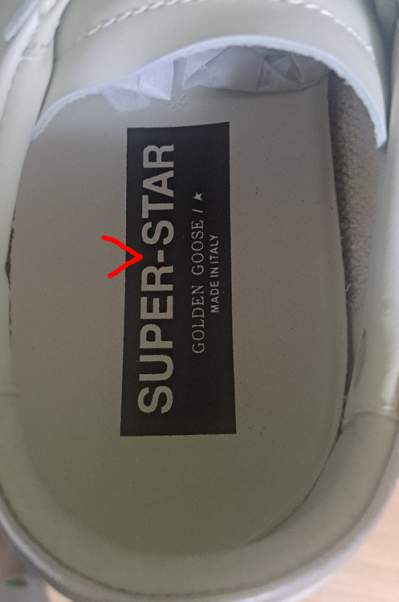 SUPER-STAR
GOLDEN GOOSE / ★
MADE IN ITALY